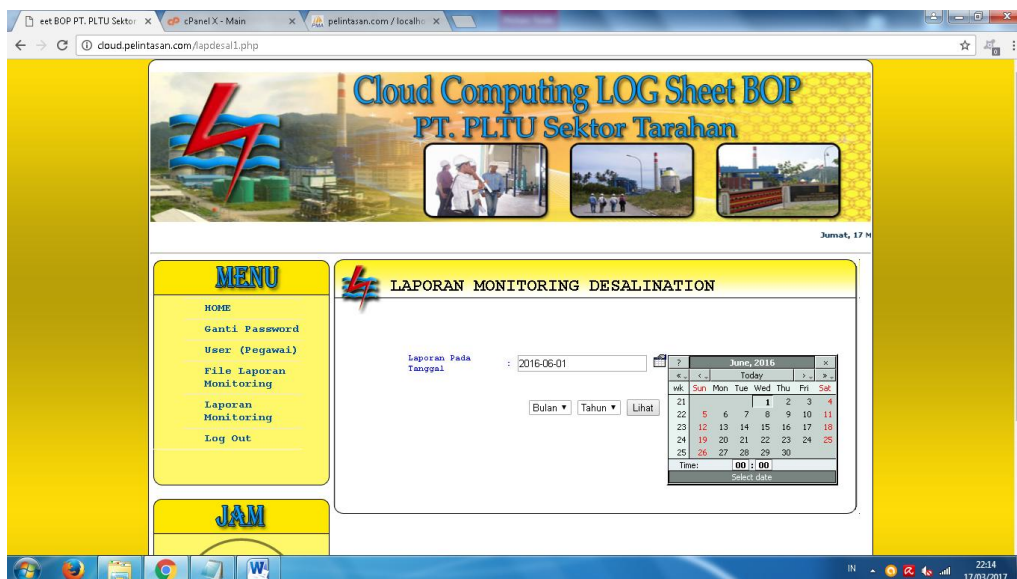 eet BOP PT. PLTU Sektor
cPanel X - Main
pelintasan.com / localho
cloud.pelintasan.com/lapdesal1.php
Cloud Computing LOG Sheet BOP
PT. PLTU Sektor Tarahan
Jumat, 17 M
MENU
HOME
Ganti Password
User (Pegawai)
File Laporan
Monitoring
Laporan
Monitoring
Log Out
JAM
LAPORAN MONITORING DESALINATION
Laporan Pada
Tanggal
: 2016-06-01
Bulan Tahun Lihat
? June, 2016 ×
« ‹ Today › »
wk Sun Mon Tue Wed Thu Fri Sat
21 1 2 3 4
22 5 6 7 8 9 10 11
23 12 13 14 15 16 17 18
24 19 20 21 22 23 24 25
25 26 27 28 29 30
Time: 00 : 00
Select date
IN
22:14
17/03/2017